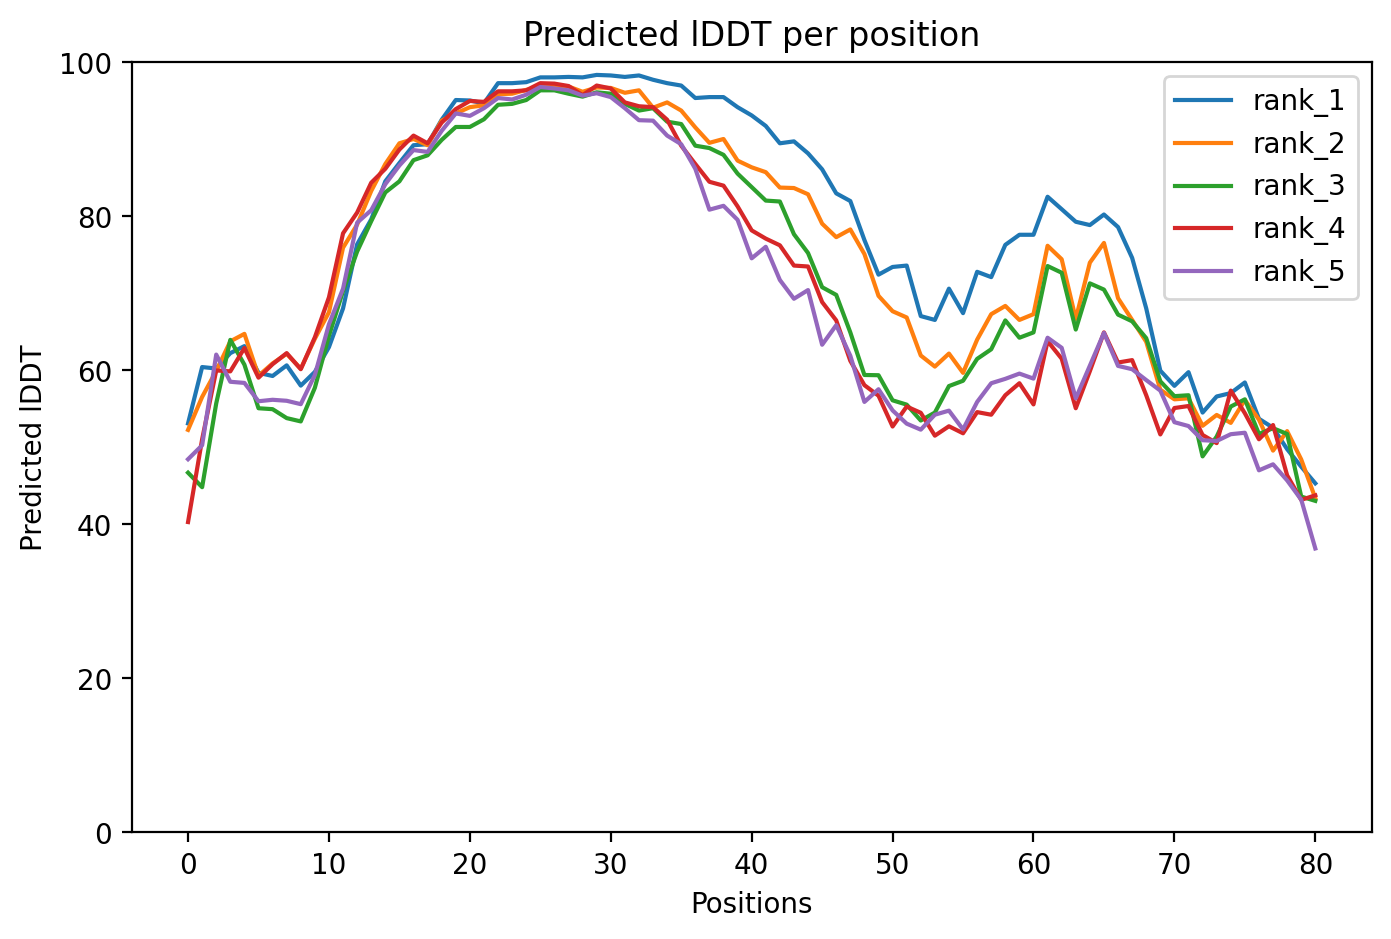 Predicted lDDT per position
100
80
60
40
20
0
Predicted lDDT
0 10 20 30 40 50 60 70 80
Positions
rank_1
rank_2
rank_3
rank_4
rank_5